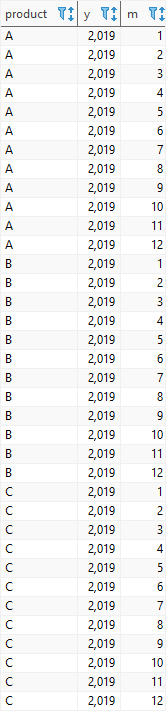 product y m
A 2,019 1
A 2,019 2
A 2,019 3
A 2,019 4
A 2,019 5
A 2,019 6
A 2,019 7
A 2,019 8
A 2,019 9
A 2,019 10
A 2,019 11
A 2,019 12
B 2,019 1
B 2,019 2
B 2,019 3
B 2,019 4
B 2,019 5
B 2,019 6
B 2,019 7
B 2,019 8
B 2,019 9
B 2,019 10
B 2,019 11
B 2,019 12
C 2,019 1
C 2,019 2
C 2,019 3
C 2,019 4
C 2,019 5
C 2,019 6
C 2,019 7
C 2,019 8
C 2,019 9
C 2,019 10
C 2,019 11
C 2,019 12